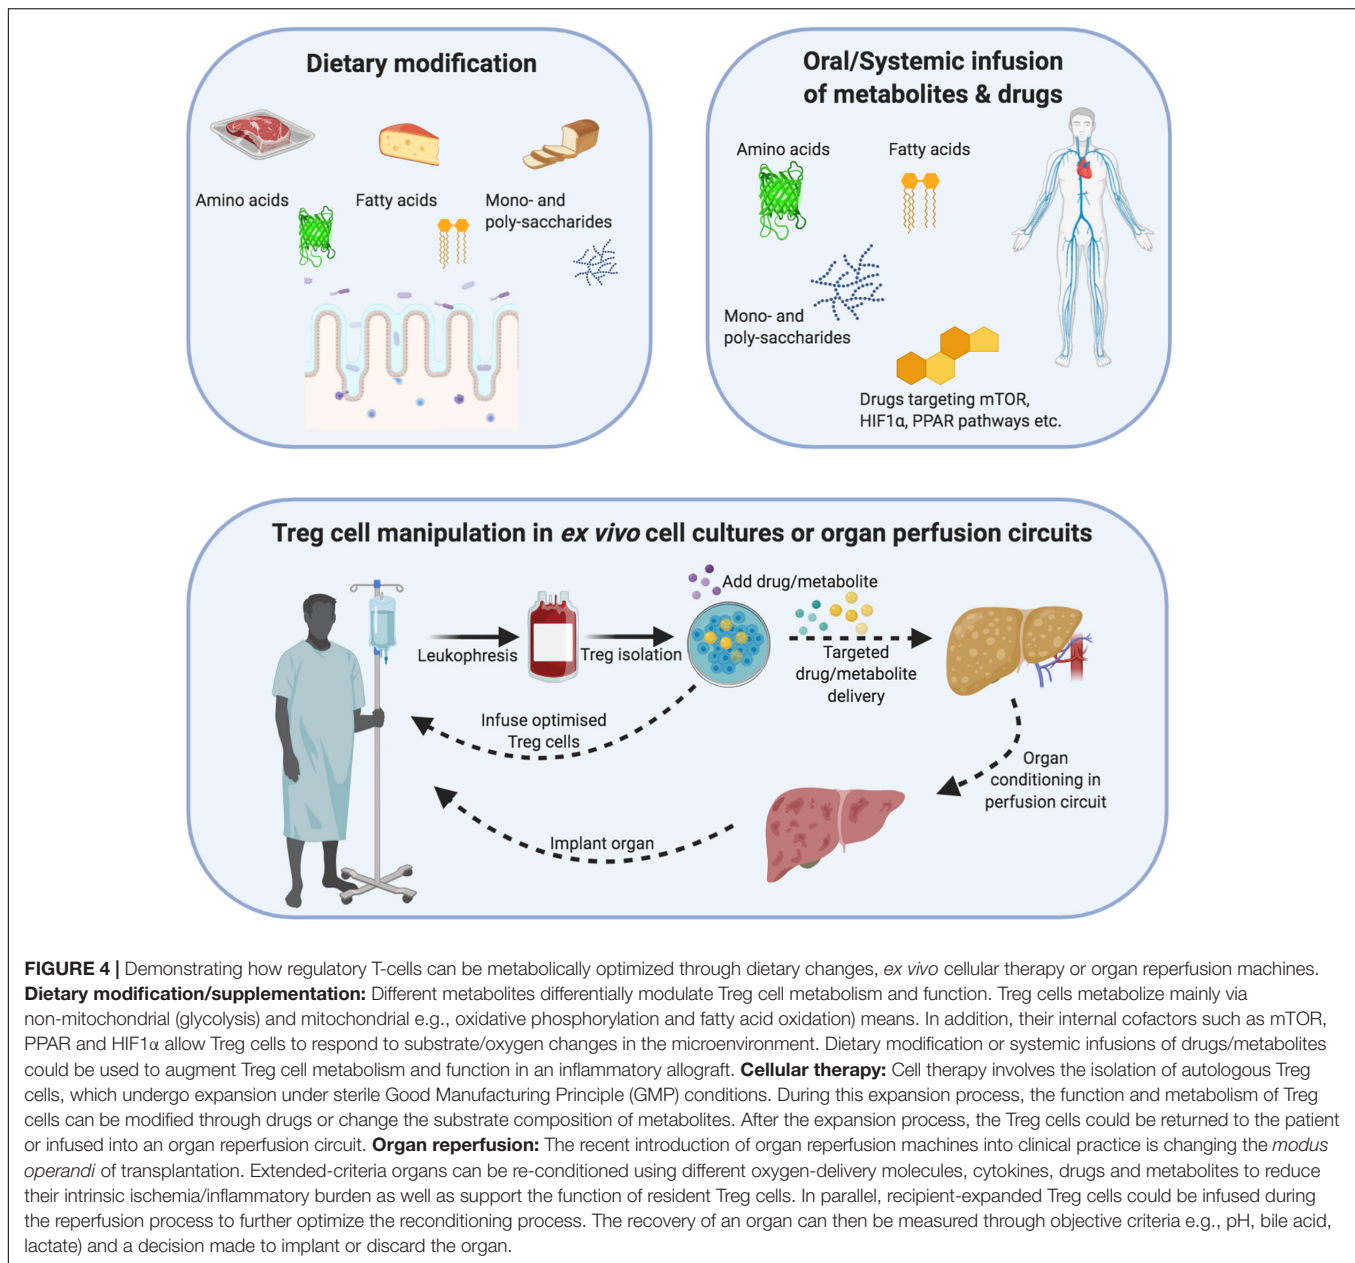 Dietary modification
Amino acids
Fatty acids
Mono- and
poly-saccharides
Oral/Systemic infusion
of metabolites & drugs
Amino acids
Fatty acids
Mono- and
poly-saccharides
Drugs targeting mTOR,
HIF1α, PPAR pathways etc.
Treg cell manipulation in ex vivo cell cultures or organ perfusion circuits
Leukophresis
Treg isolation
Add drug/metabolite
Targeted
drug/metabolite
delivery
Infuse optimised
Treg cells
Organ
conditioning in
perfusion circuit
Implant organ
FIGURE 4 | Demonstrating how regulatory T-cells can be metabolically optimized through dietary changes, ex vivo cellular therapy or organ reperfusion machines.
Dietary modification/supplementation: Different metabolites differentially modulate Treg cell metabolism and function. Treg cells metabolize mainly via
non-mitochondrial (glycolysis) and mitochondrial e.g., oxidative phosphorylation and fatty acid oxidation) means. In addition, their internal cofactors such as mTOR,
PPAR and HIF1α allow Treg cells to respond to substrate/oxygen changes in the microenvironment. Dietary modification or systemic infusions of drugs/metabolites
could be used to augment Treg cell metabolism and function in an inflammatory allograft. Cellular therapy: Cell therapy involves the isolation of autologous Treg
cells, which undergo expansion under sterile Good Manufacturing Principle (GMP) conditions. During this expansion process, the function and metabolism of Treg
cells can be modified through drugs or change the substrate composition of metabolites. After the expansion process, the Treg cells could be returned to the patient
or infused into an organ reperfusion circuit. Organ reperfusion: The recent introduction of organ reperfusion machines into clinical practice is changing the modus
operandi of transplantation. Extended-criteria organs can be re-conditioned using different oxygen-delivery molecules, cytokines, drugs and metabolites to reduce
their intrinsic ischemia/inflammatory burden as well as support the function of resident Treg cells. In parallel, recipient-expanded Treg cells could be infused during
the reperfusion process to further optimize the reconditioning process. The recovery of an organ can then be measured through objective criteria e.g., pH, bile acid,
lactate) and a decision made to implant or discard the organ.